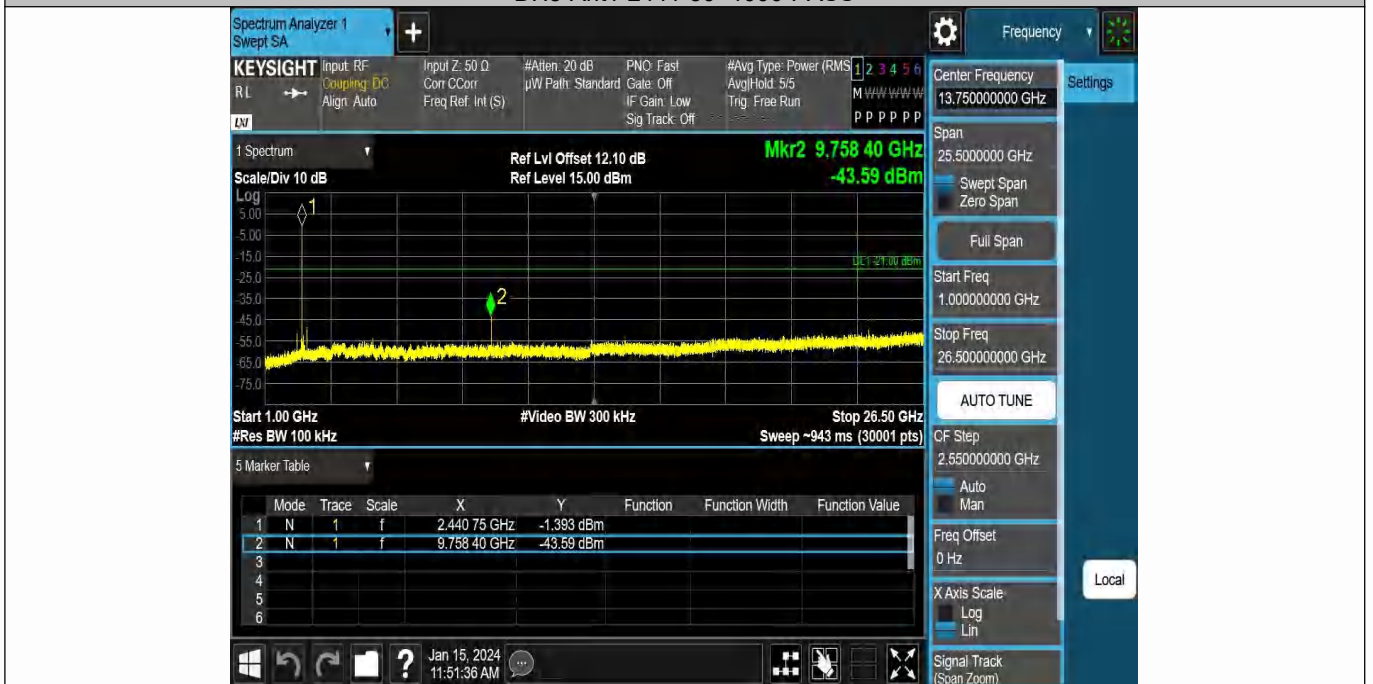 Spectrum Analyzer 1
Swept SA
+
Frequency
KEYSIGHT
RL
LXI
Input: RF
Coupling: DC
Align: Auto
Input Z: 50 Ω
Corr CCorr
Freq Ref: Int (S)
#Atten: 20 dB
µW Path: Standard
PNO: Fast
Gate: Off
IF Gain: Low
Sig Track: Off
#Avg Type: Power (RMS
Avg|Hold: 5/5
Trig: Free Run
1 2 3 4 5 6
M W W W W W
P P P P P P
1 Spectrum
Scale/Div 10 dB
Ref Lvl Offset 12.10 dB
Ref Level 15.00 dBm
Mkr2 9.758 40 GHz
-43.59 dBm
Log
5.00
-5.00
-15.0
-25.0
-35.0
-45.0
-55.0
-65.0
-75.0
1
2
DL1 -21.00 dBm
Start 1.00 GHz
#Video BW 300 kHz
Stop 26.50 GHz
#Res BW 100 kHz
Sweep ~943 ms (30001 pts)
5 Marker Table
Mode Trace Scale X Y Function Function Width Function Value
1 N 1 f 2.440 75 GHz -1.393 dBm
2 N 1 f 9.758 40 GHz -43.59 dBm
3
4
5
6
?
Jan 15, 2024
11:51:36 AM
Center Frequency
13.750000000 GHz
Settings
Span
25.5000000 GHz
Swept Span
Zero Span
Full Span
Start Freq
1.000000000 GHz
Stop Freq
26.500000000 GHz
AUTO TUNE
CF Step
2.550000000 GHz
Auto
Man
Freq Offset
0 Hz
X Axis Scale
Log
Lin
Local
Signal Track
(Span Zoom)